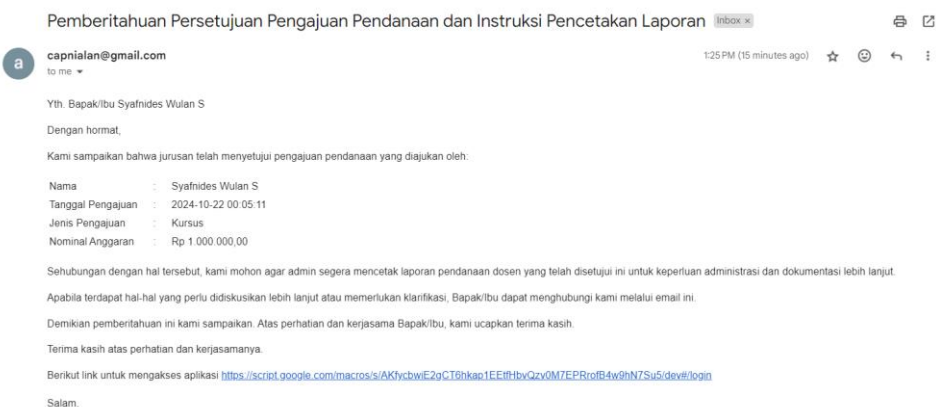 Pemberitahuan Persetujuan Pengajuan Pendanaan dan Instruksi Pencetakan Laporan Inbox ×
a
capnialan@gmail.com 1:25 PM (15 minutes ago)
to me
Yth. Bapak/Ibu Syafnides Wulan S
Dengan hormat,
Kami sampaikan bahwa jurusan telah menyetujui pengajuan pendanaan yang diajukan oleh:
Nama : Syafnides Wulan S
Tanggal Pengajuan : 2024-10-22 00:05:11
Jenis Pengajuan : Kursus
Nominal Anggaran : Rp 1.000.000,00
Sehubungan dengan hal tersebut, kami mohon agar admin segera mencetak laporan pendanaan dosen yang telah disetujui ini untuk keperluan administrasi dan dokumentasi lebih lanjut.
Apabila terdapat hal-hal yang perlu didiskusikan lebih lanjut atau memerlukan klarifikasi, Bapak/Ibu dapat menghubungi kami melalui email ini.
Demikian pemberitahuan ini kami sampaikan. Atas perhatian dan kerjasama Bapak/Ibu, kami ucapkan terima kasih.
Terima kasih atas perhatian dan kerjasamanya.
Berikut link untuk mengakses aplikasi https://script.google.com/macros/s/AKfycbwiE2gCT6hkap1EEtfHbvQzv0M7EPRrofB4w9hN7Su5/dev#/login
Salam.